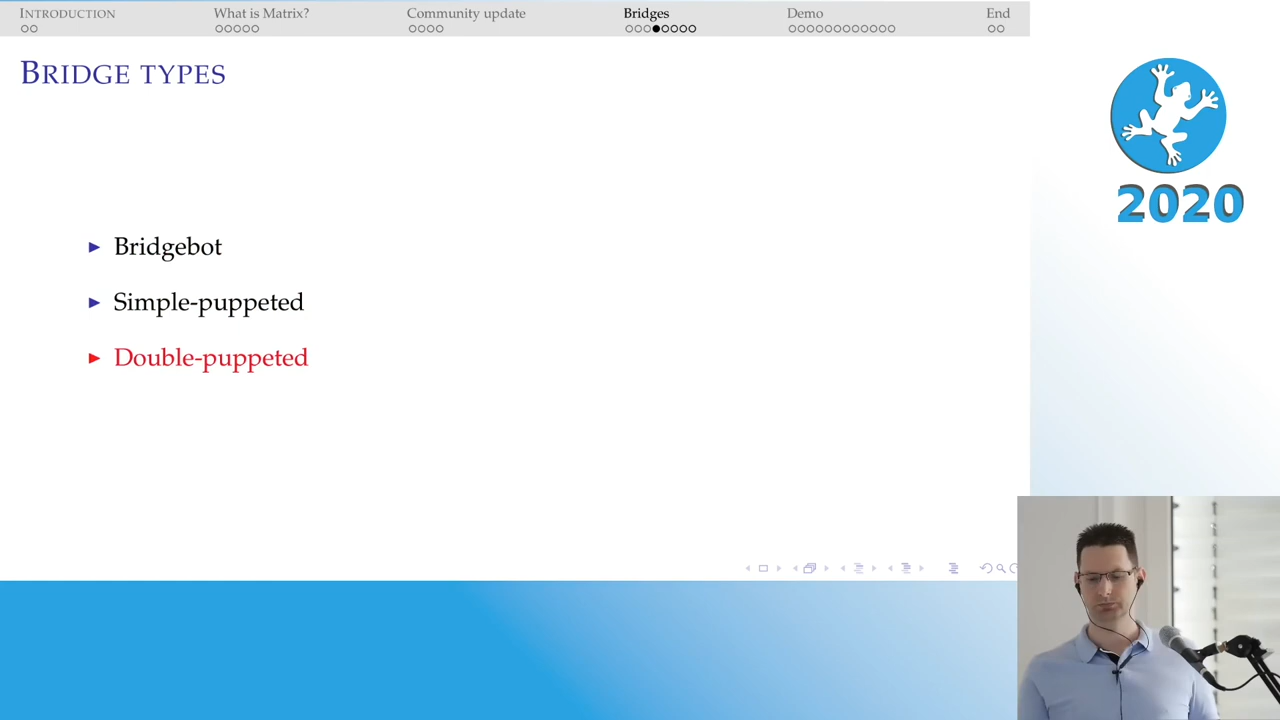 INTRODUCTION What is Matrix? Community update Bridges Demo End
BRIDGE TYPES
2020
Bridgebot
Simple-puppeted
Double-puppeted